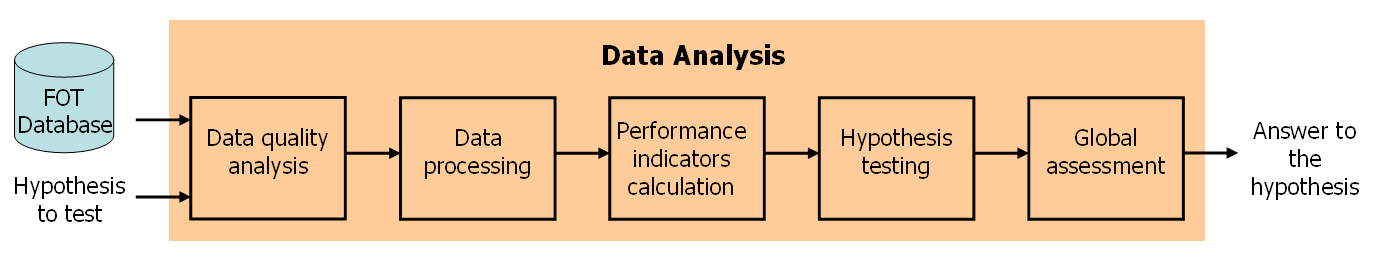 Data Analysis
FOT
Database
Hypothesis
to test
Data quality
analysis
Data
processing
Performance
indicators
calculation
Hypothesis
testing
Global
assessment
Answer to
the
hypothesis